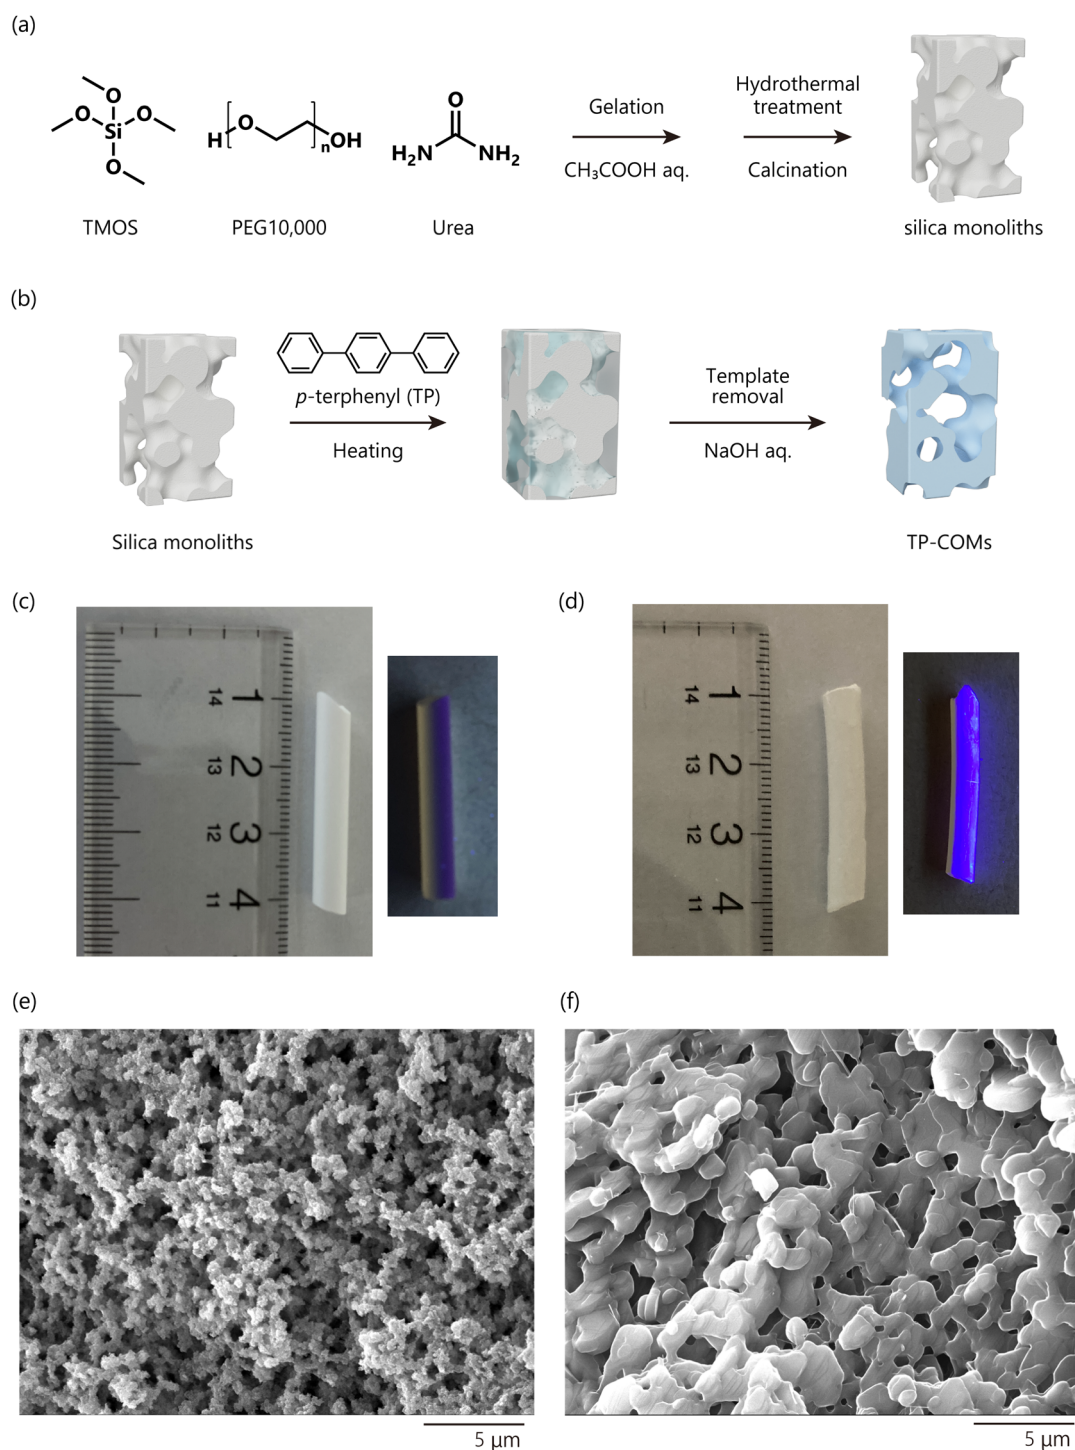 (a)
O
O Si O
O
TMOS
H O n OH
PEG10,000
O
H₂N NH₂
Urea
Gelation
CH₃COOH aq.
Hydrothermal
treatment
Calcination
silica monoliths
(b)
Silica monoliths
p-terphenyl (TP)
Heating
Template
removal
NaOH aq.
TP-COMs
(c)
14 1
13 2
12 3
11 4
(d)
14 1
13 2
12 3
11 4
(e)
5 μm
(f)
5 μm